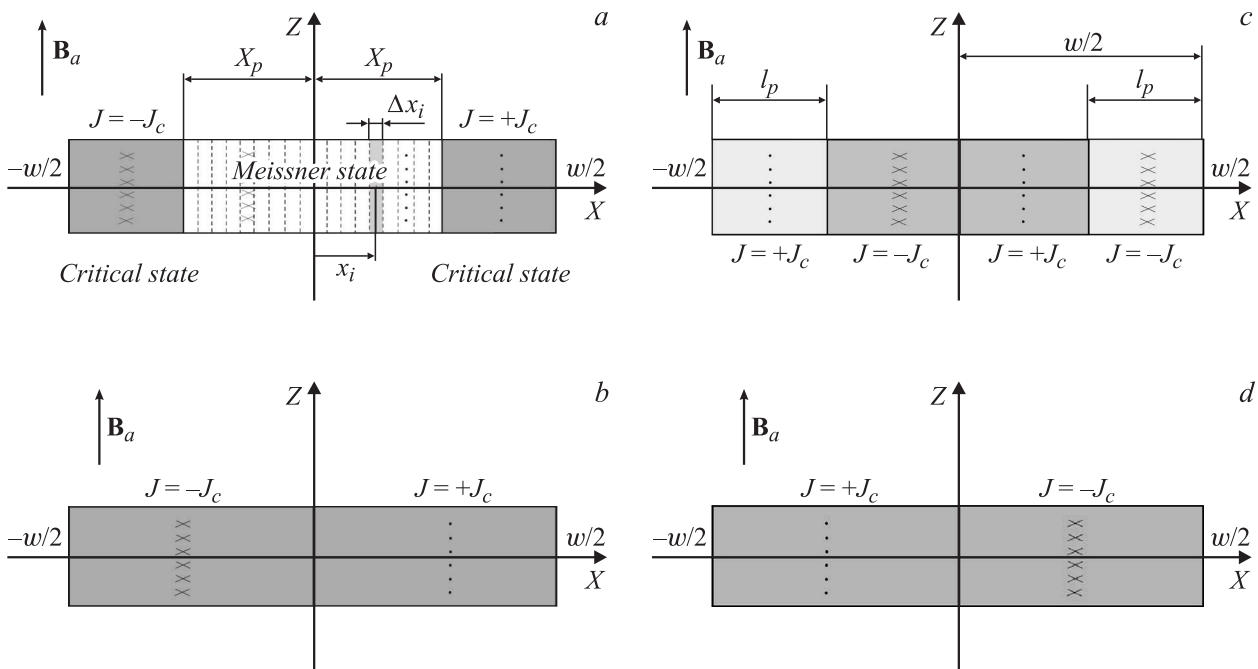 a
Z
B_a
X_p X_p
Δx_i
J = –J_c J = +J_c
–w/2 Meissner state w/2
X
x_i
Critical state Critical state
c
Z
B_a
w/2
l_p l_p
–w/2 w/2
X
J = +J_c J = –J_c J = +J_c J = –J_c
b
Z
B_a
J = –J_c J = +J_c
–w/2 w/2
X
d
Z
B_a
J = +J_c J = –J_c
–w/2 w/2
X